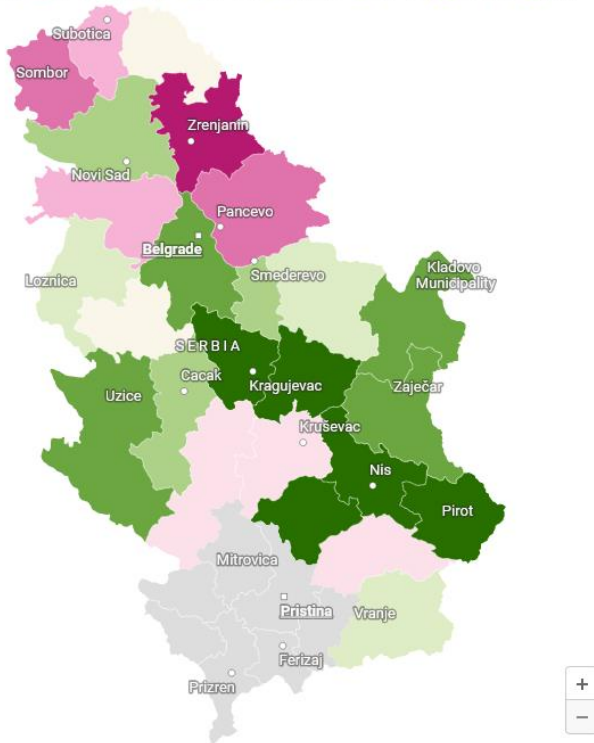 Subotica
Sombor
Zrenjanin
Novi Sad
Pancevo
Belgrade
Smederevo
Loznica
Kladovo
Municipality
SERBIA
Cacak
Kragujevac
Zaječar
Uzice
Kruševac
Nis
Pirot
Mitrovica
Pristina
Vranje
Ferizaj
Prizren
+
−